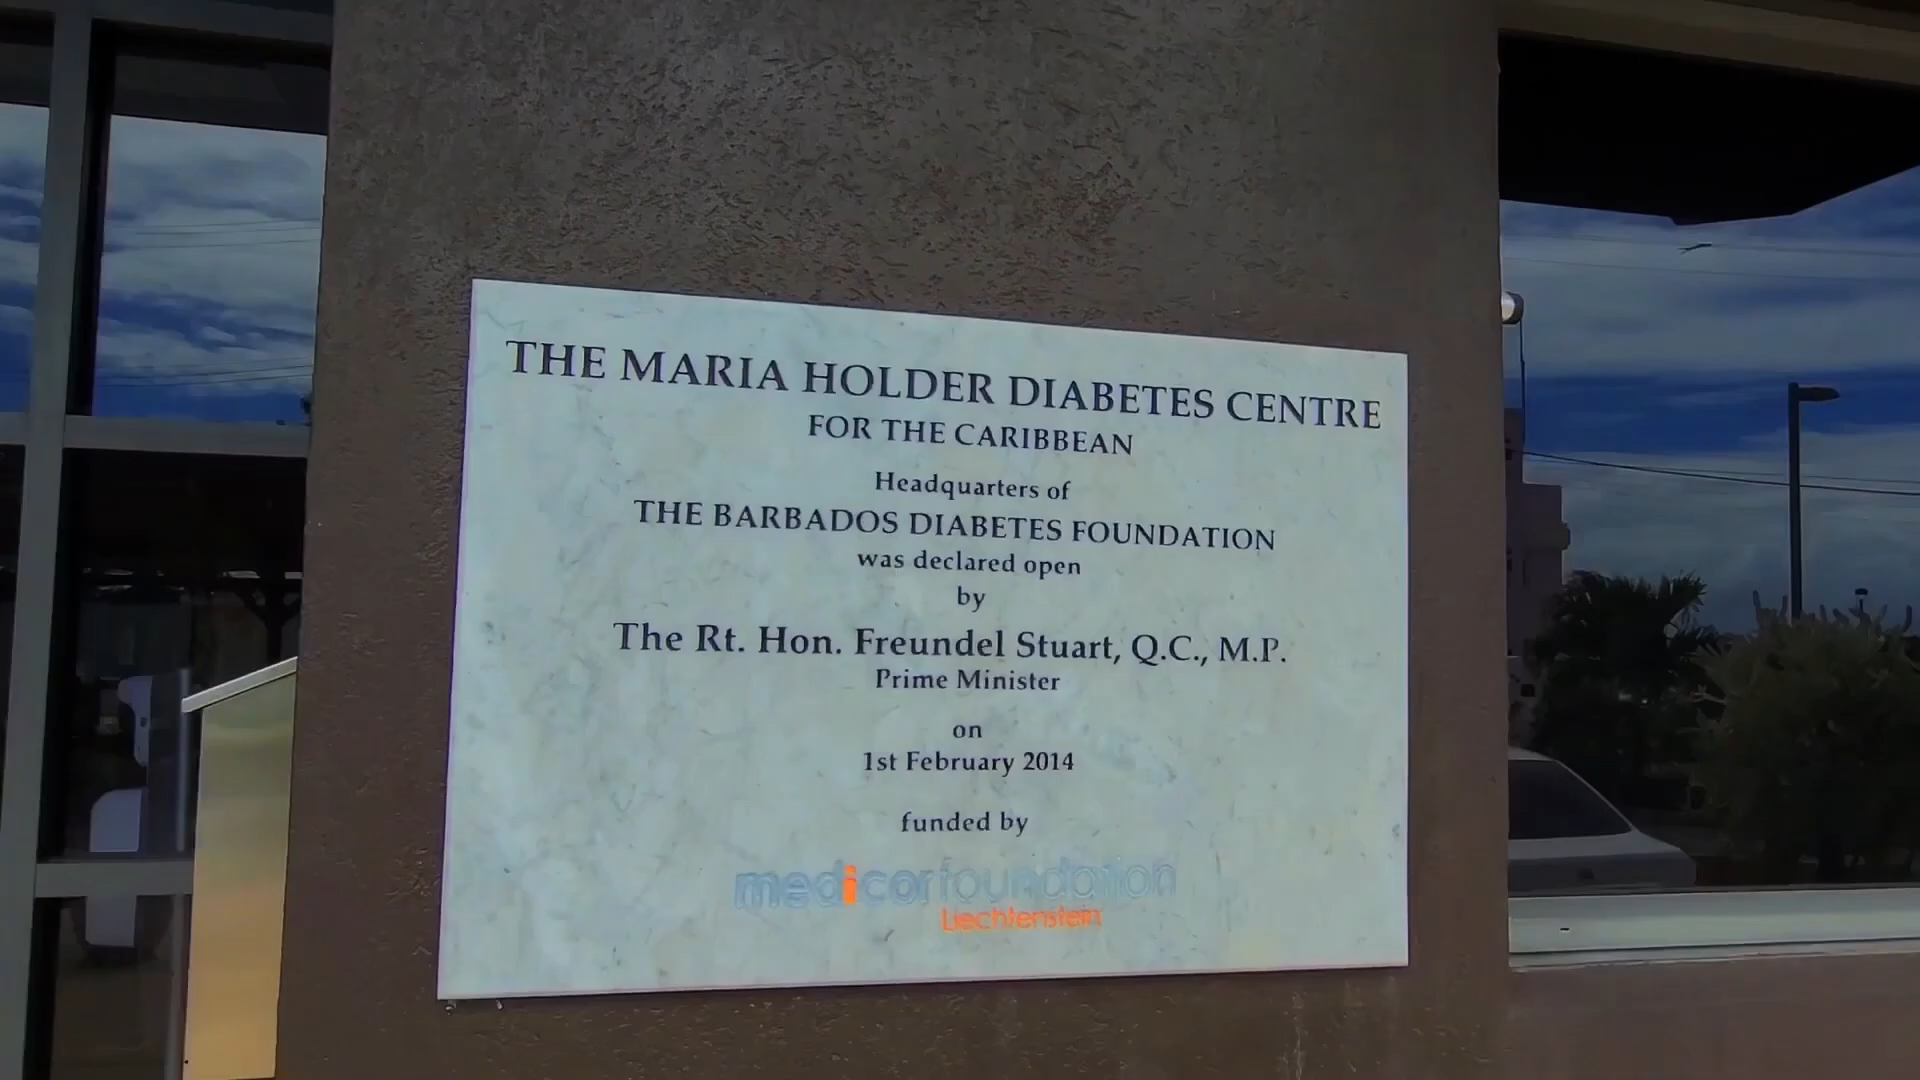 THE MARIA HOLDER DIABETES CENTRE
FOR THE CARIBBEAN
Headquarters of
THE BARBADOS DIABETES FOUNDATION
was declared open
by
The Rt. Hon. Freundel Stuart, Q.C., M.P.
Prime Minister
on
1st February 2014
funded by
medicorfoundation
Liechtenstein